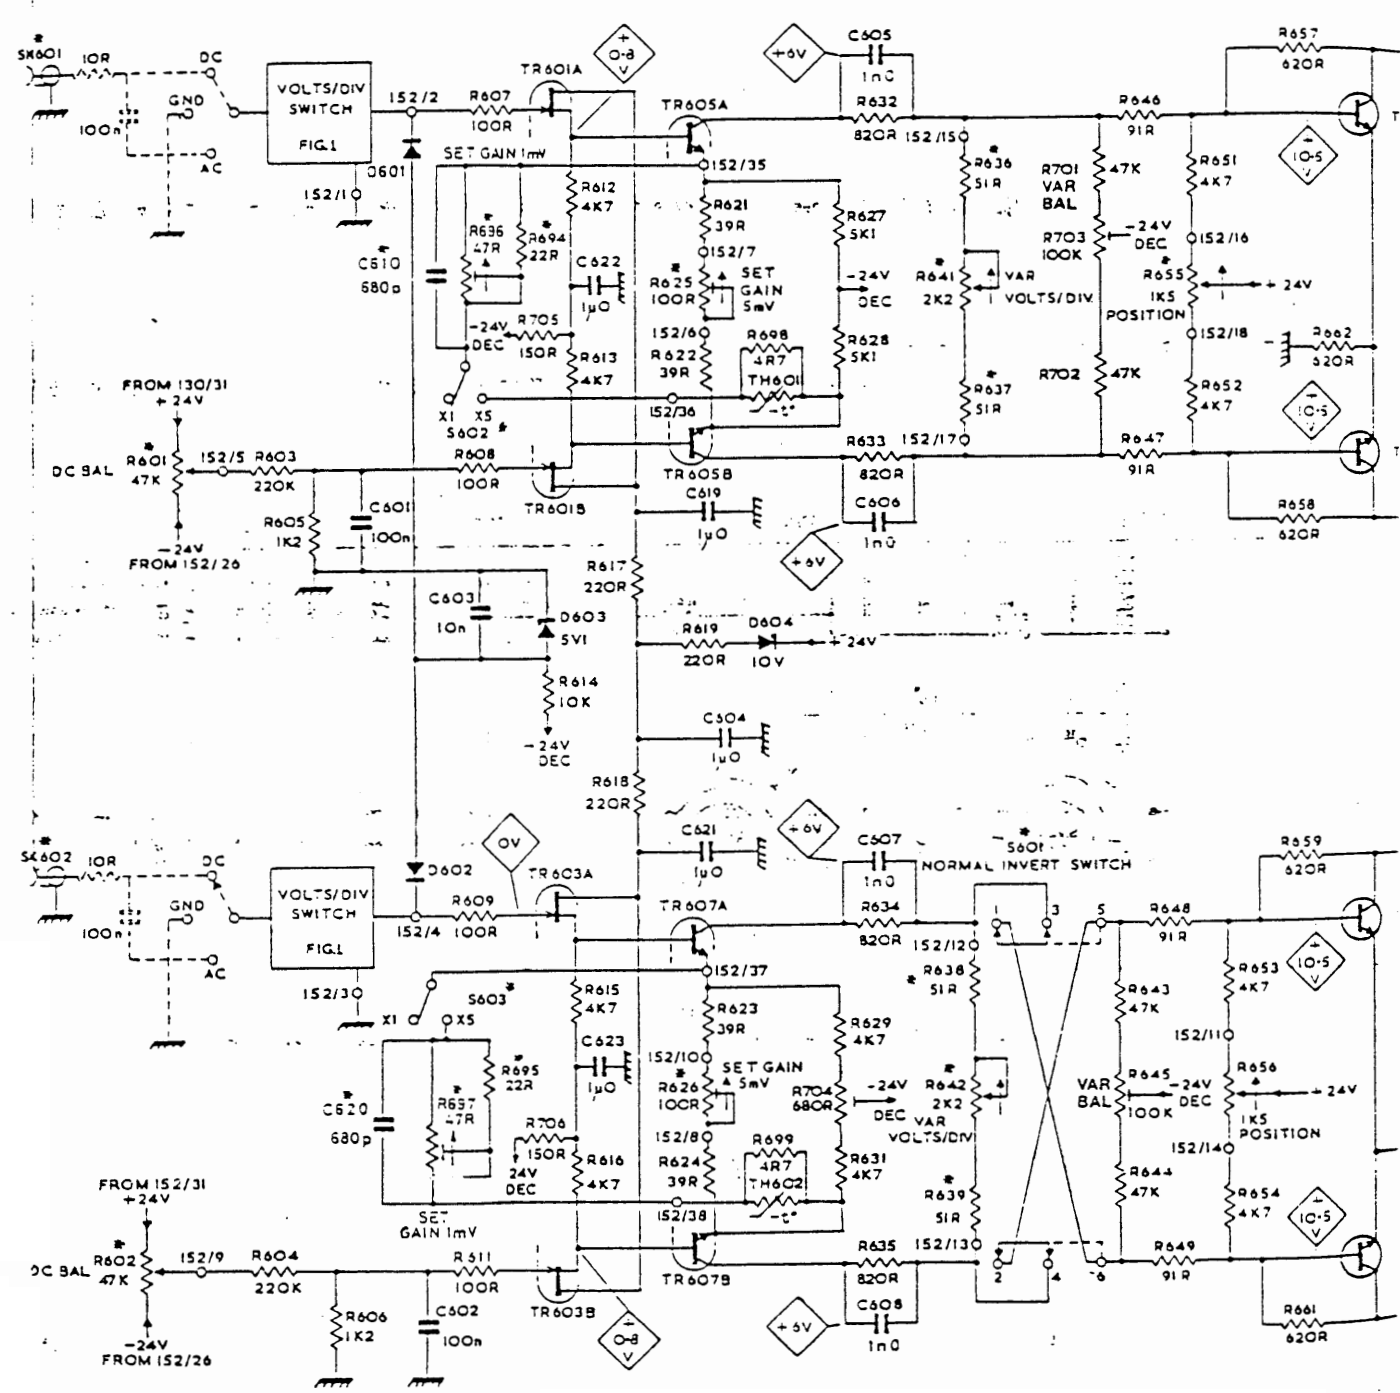 SK601
10R
100n
DC
GND
AC
VOLTS/DIV
SWITCH
FIG.1
152/1
152/2
D601
R607
100R
TR601A
+
0·8
V
SET GAIN 1mV
C610
680p
R696
47R
R694
22R
R612
4K7
C622
1µ0
-24V
DEC
R705
150R
R613
4K7
X1
X5
S602
TR605A
152/35
R621
39R
152/7
R625
100R
SET
GAIN
5mV
152/6
R622
39R
R698
4R7
TH601
-t°
152/36
TR605B
R627
5K1
-24V
DEC
R628
5K1
+6V
C605
1n0
R632
820R
152/15
R636
51R
R641
2K2
VAR
VOLTS/DIV
R637
51R
152/17
R633
820R
C606
1n0
+6V
R646
91R
R701
VAR
BAL
47K
R703
100K
-24V
DEC
R702
47K
R647
91R
R651
4K7
152/16
R655
1K5
POSITION
+24V
152/18
R652
4K7
R657
620R
+
10·5
V
R662
620R
+
10·5
V
R658
620R
T
T
FROM 130/31
+24V
DC BAL
R601
47K
152/5
R603
220K
-24V
FROM 152/26
R605
1K2
C601
100n
R608
100R
TR601B
C619
1µ0
R617
220R
C603
10n
D603
5V1
R614
10K
-24V
DEC
R619
220R
D604
10V
+24V
C604
1µ0
R618
220R
SK602
10R
100n
DC
GND
AC
VOLTS/DIV
SWITCH
FIG.1
152/3
152/4
D602
0V
R609
100R
TR603A
C621
1µ0
TR607A
152/37
X1
X5
S603
C620
680p
R697
47R
R695
22R
SET
GAIN 1mV
R615
4K7
C623
1µ0
R706
150R
24V
DEC
R616
4K7
R623
39R
152/10
R626
100R
SET GAIN
5mV
152/8
R624
39R
R699
4R7
TH602
-t°
152/38
TR607B
R629
4K7
R704
680R
-24V
DEC
R631
4K7
+6V
C607
1n0
R634
820R
152/12
R638
51R
R642
2K2
VAR
VOLTS/DIV
R639
51R
152/13
R635
820R
C608
1n0
+6V
S601
NORMAL INVERT SWITCH
1
3
5
2
4
6
R648
91R
R643
47K
VAR
BAL
R645
100K
-24V
DEC
R644
47K
R649
91R
R653
4K7
152/11
R656
1K5
POSITION
+24V
152/14
R654
4K7
R659
620R
+
10·5
V
+
10·5
V
R661
620R
FROM 152/31
+24V
DC BAL
R602
47K
152/9
R604
220K
-24V
FROM 152/26
R606
1K2
C602
100n
R611
100R
TR603B
+
0·8
V